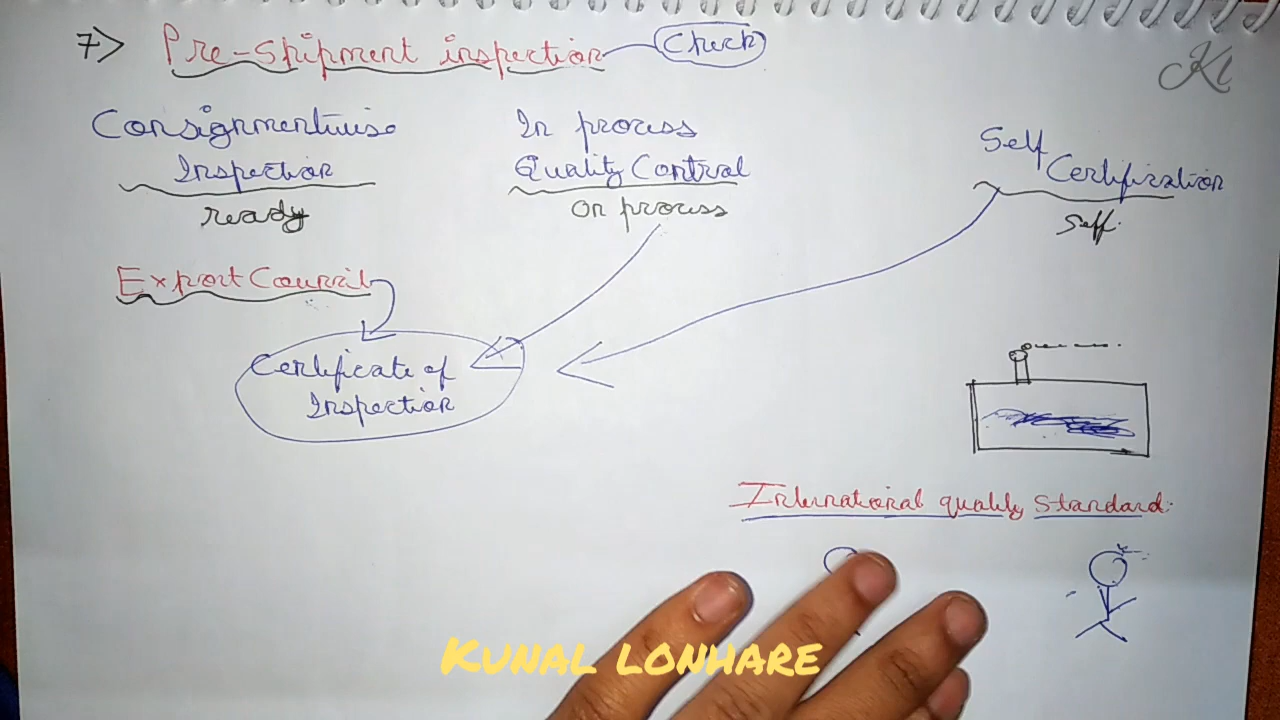 7> Pre-Shipment inspection Check
Kl
Consignmentwise
Inspection
ready
In process
Quality Control
On process
Self
Certification
Self.
Export Council
Certificate of
Inspection
International quality Standard.
KUNAL LONHARE